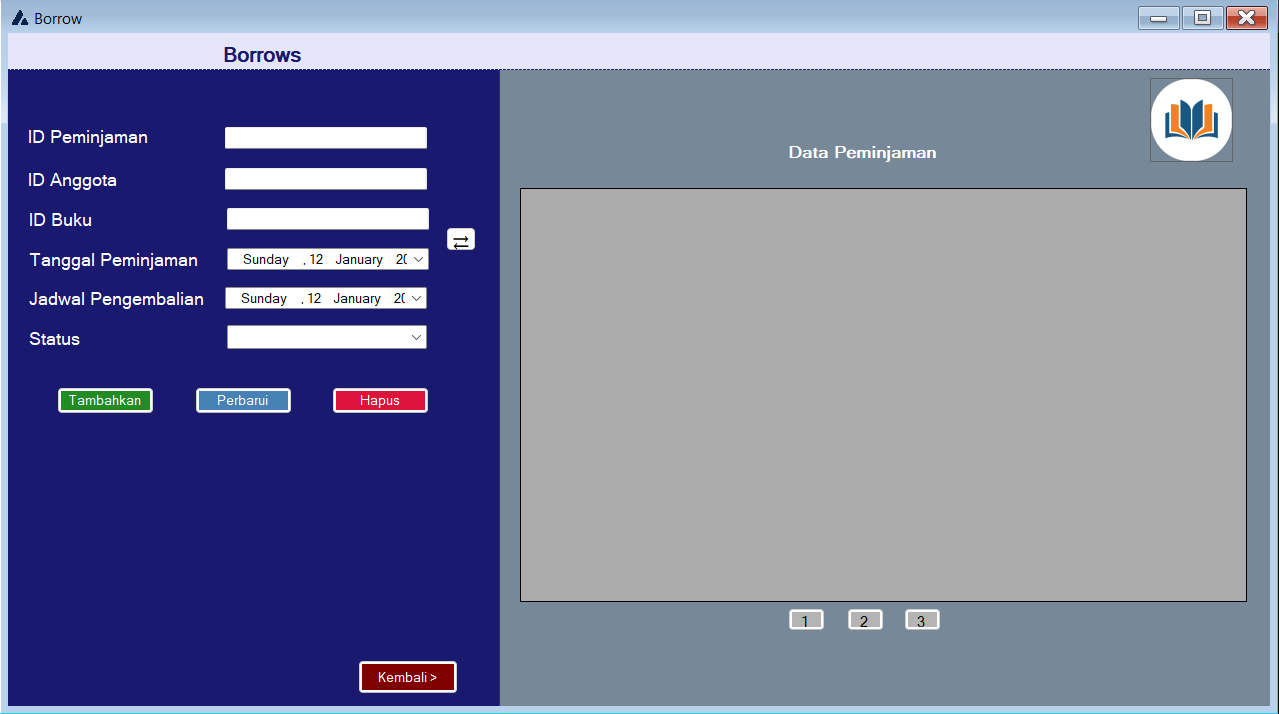 Borrow
Borrows
ID Peminjaman
ID Anggota
ID Buku
Tanggal Peminjaman
Sunday , 12 January 20
Jadwal Pengembalian
Sunday , 12 January 20
Status
Tambahkan
Perbarui
Hapus
Kembali >
Data Peminjaman
1
2
3